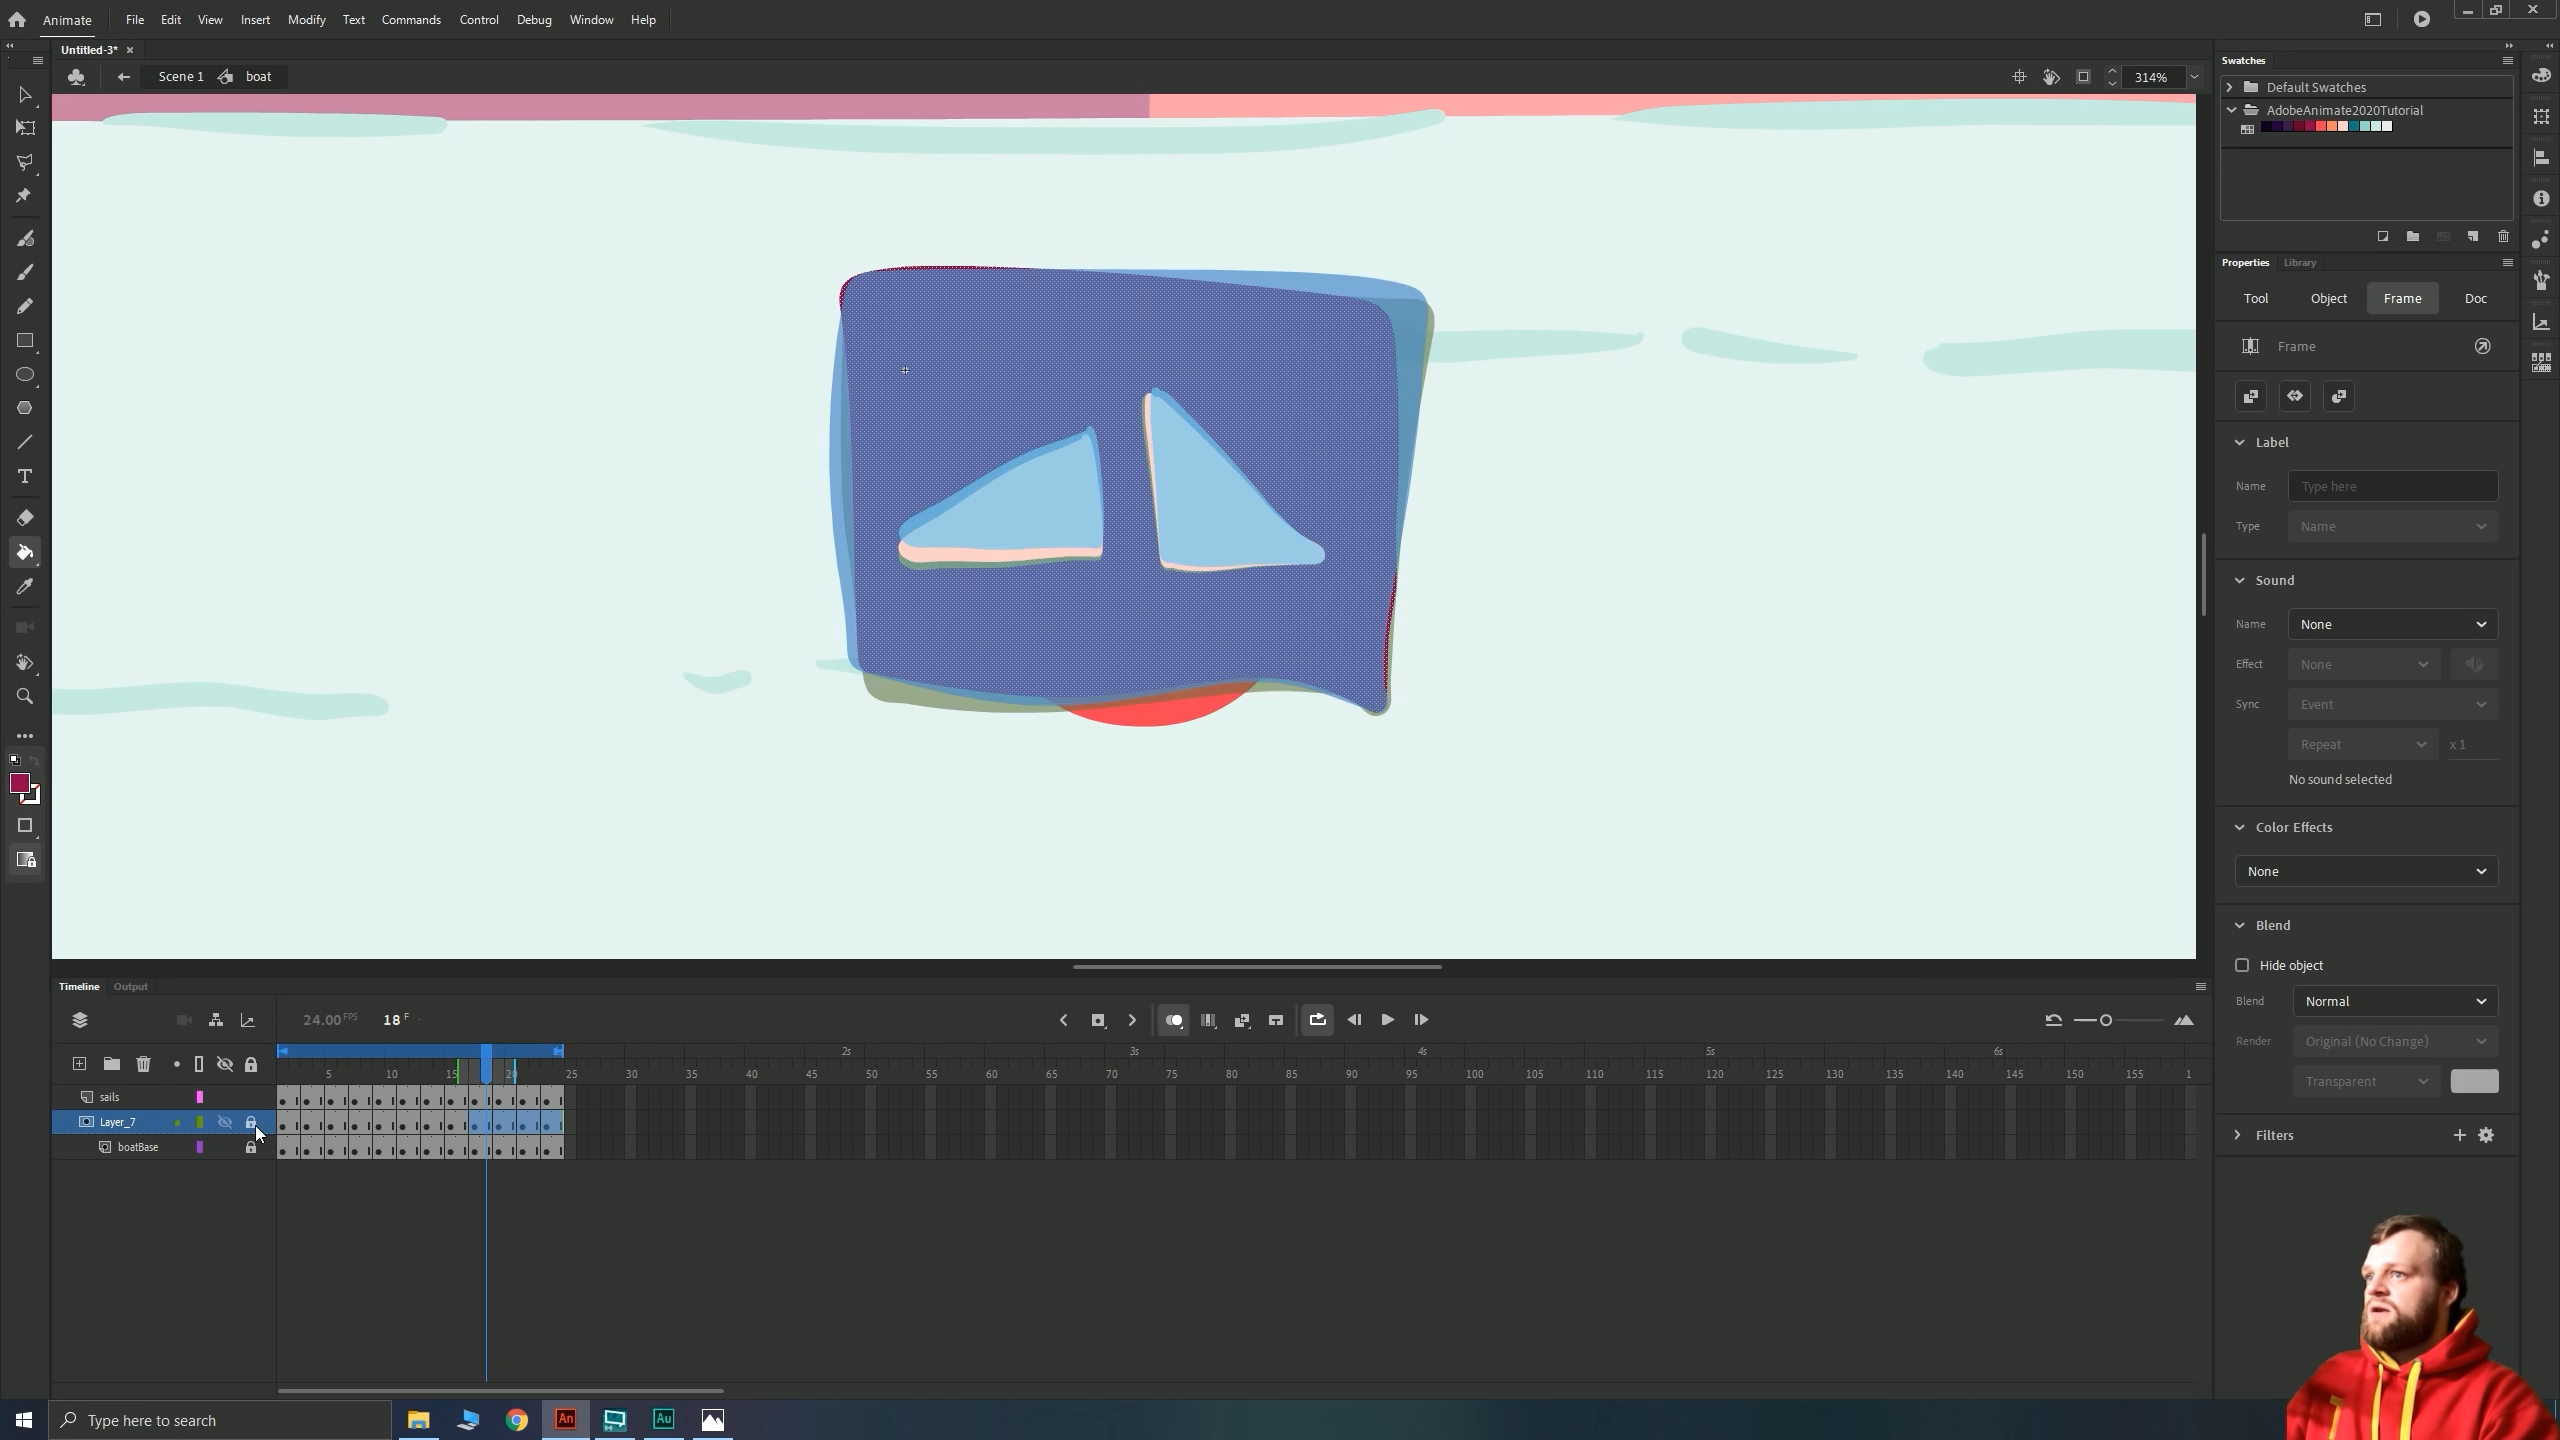 Animate File Edit View Insert Modify Text Commands Control Debug Window Help
Untitled-3* ×
Scene 1 boat 314%
Swatches
Default Swatches
AdobeAnimate2020Tutorial
Properties Library
Tool Object Frame Doc
Frame
Label
Name Type here
Type Name
Sound
Name None
Effect None
Sync Event
Repeat x 1
No sound selected
Color Effects
None
Blend
Hide object
Blend Normal
Render Original (No Change)
Transparent
Filters
Timeline Output
24.00 FPS 18 F
2s 3s 4s 5s 6s
5 10 15 20 25 30 35 40 45 50 55 60 65 70 75 80 85 90 95 100 105 110 115 120 125 130 135 140 145 150 155 1
sails
Layer_7
boatBase
Type here to search An Au